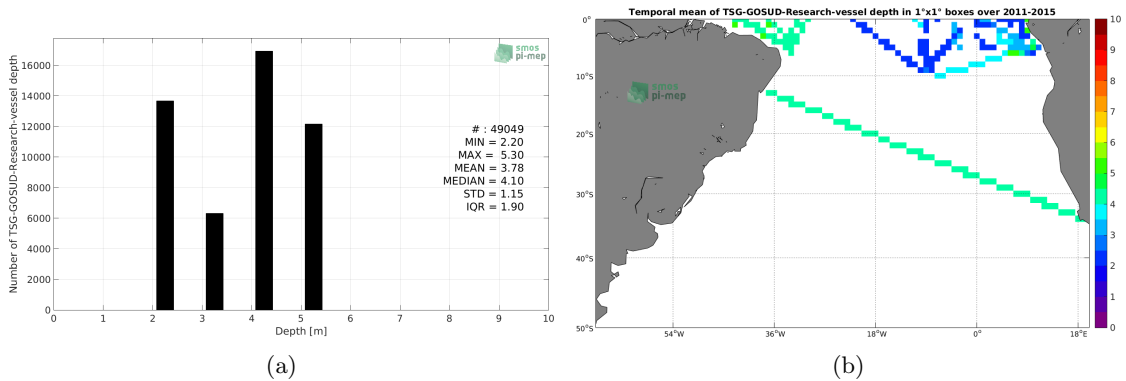 smos
pi-mep
16000
14000
12000
10000
8000
6000
4000
2000
0
Number of TSG-GOSUD-Research-vessel depth
# : 49049
MIN = 2.20
MAX = 5.30
MEAN = 3.78
MEDIAN = 4.10
STD = 1.15
IQR = 1.90
0 1 2 3 4 5 6 7 8 9 10
Depth [m]
(a)
Temporal mean of TSG-GOSUD-Research-vessel depth in 1°x1° boxes over 2011-2015
0°
10°S
20°S
30°S
40°S
50°S
smos
pi-mep
54°W 36°W 18°W 0° 18°E
10
9
8
7
6
5
4
3
2
1
0
(b)